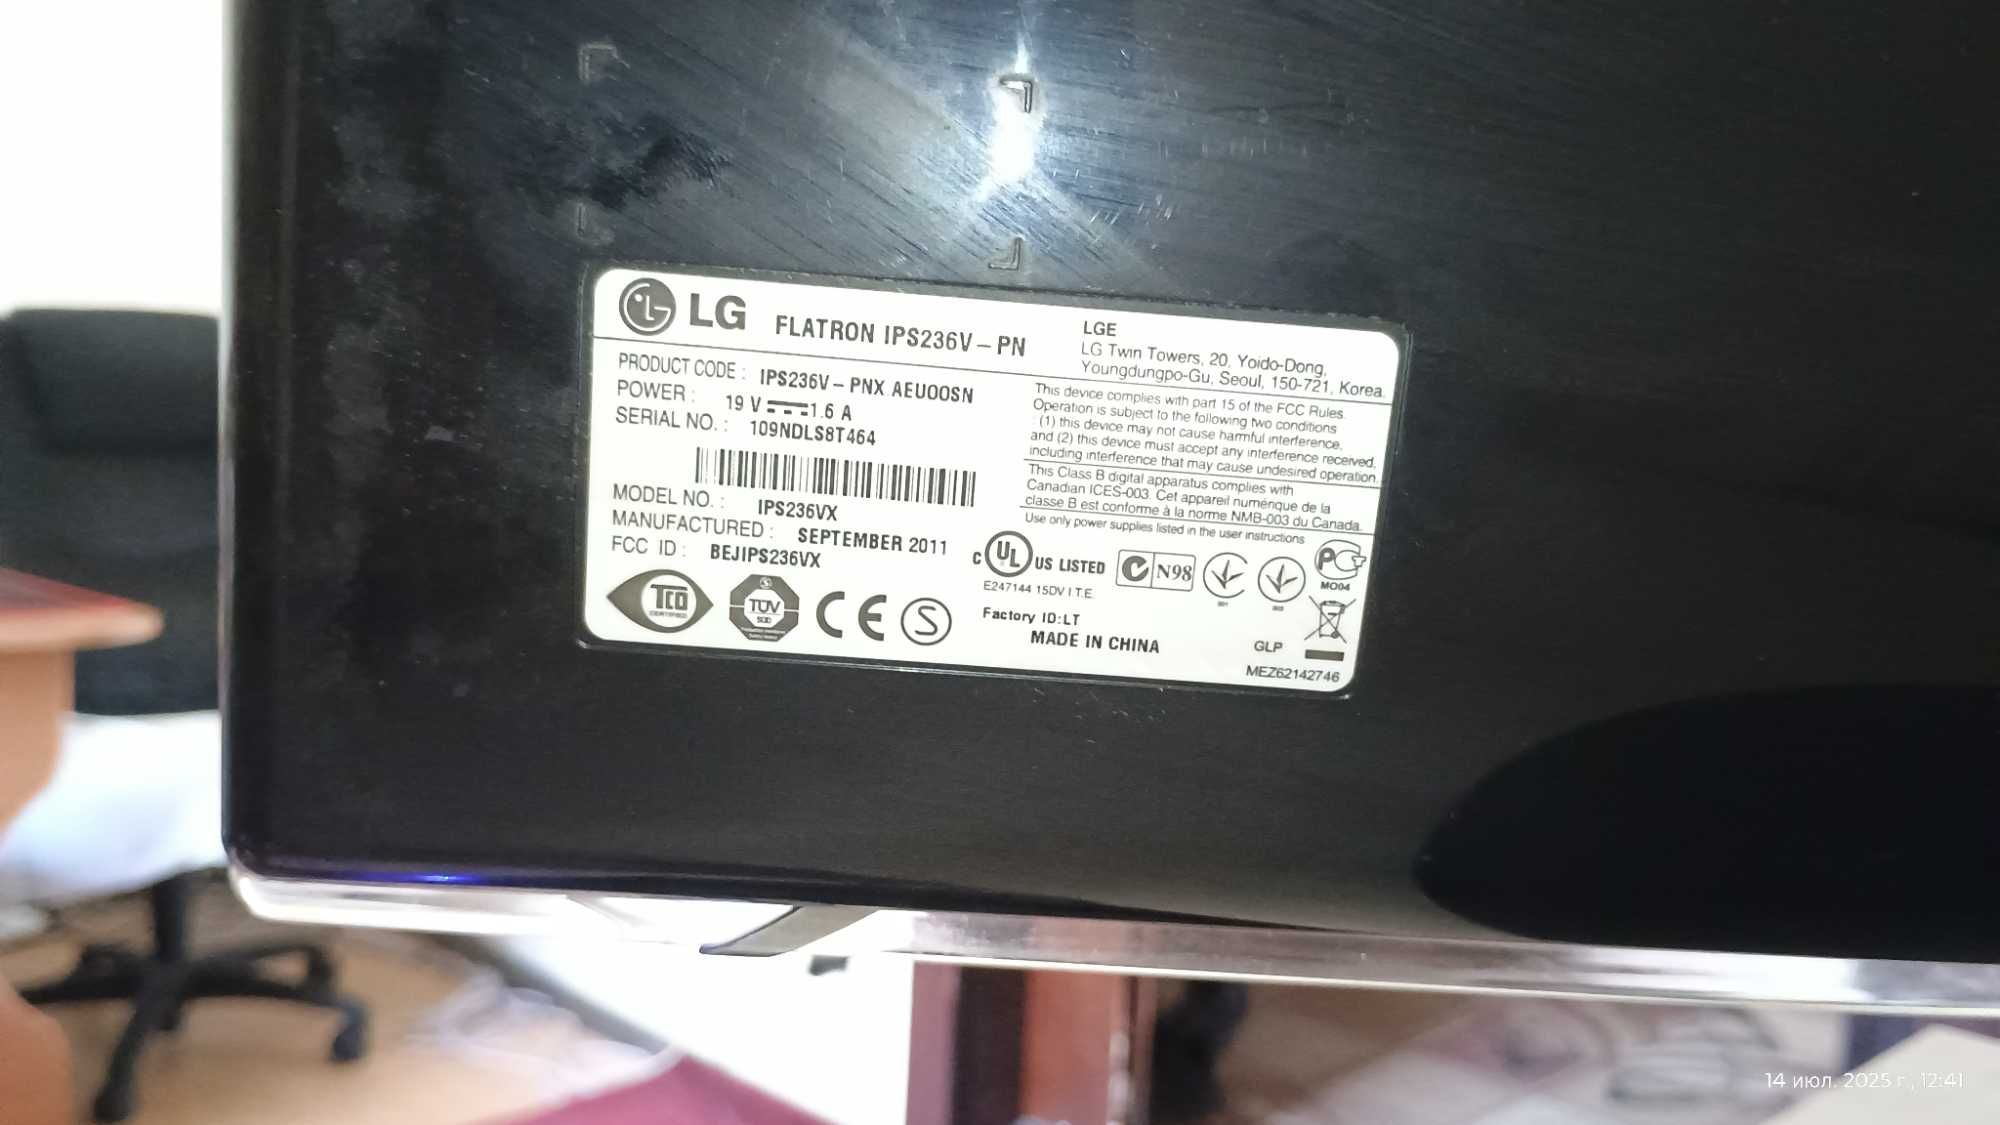 LG FLATRON IPS236V – PN
LGE
LG Twin Towers, 20, Yoido-Dong,
Youngdungpo-Gu, Seoul, 150-721, Korea.
PRODUCT CODE : IPS236V – PNX AEU00SN
POWER : 19 V 1.6 A
SERIAL NO. : 109NDLS8T464
MODEL NO. : IPS236VX
MANUFACTURED : SEPTEMBER 2011
FCC ID : BEJIPS236VX
This device complies with part 15 of the FCC Rules.
Operation is subject to the following two conditions
: (1) this device may not cause harmful interference,
and (2) this device must accept any interference received,
including interference that may cause undesired operation.
This Class B digital apparatus complies with
Canadian ICES-003. Cet appareil numérique de la
classe B est conforme à la norme NMB-003 du Canada.
Use only power supplies listed in the user instructions
C UL US LISTED
E247144 15DV I.T.E.
N98
001
003
PCT
MO04
TCO
CERTIFIED
TÜV
SÜD
CE
S
Factory ID:LT
MADE IN CHINA
GLP
MEZ62142746
14 июл. 2025 г., 12:41